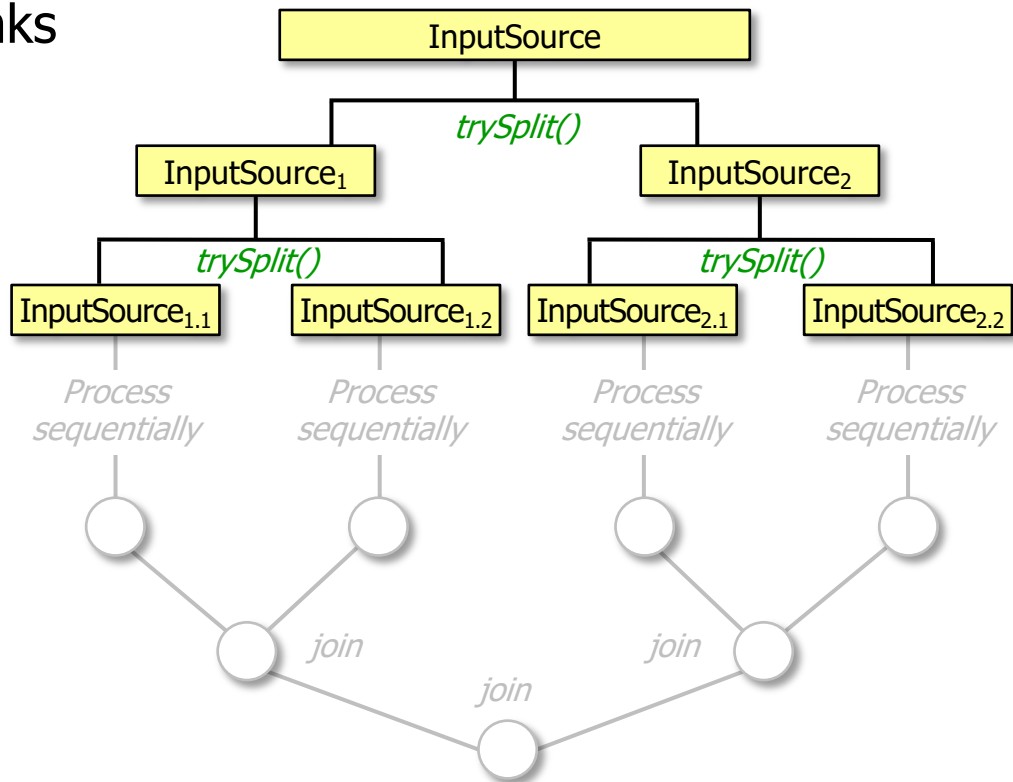 InputSource
trySplit()
InputSource₁
InputSource₂
trySplit()
trySplit()
InputSource₁.₁
InputSource₁.₂
InputSource₂.₁
InputSource₂.₂
Process
sequentially
Process
sequentially
Process
sequentially
Process
sequentially
join
join
join